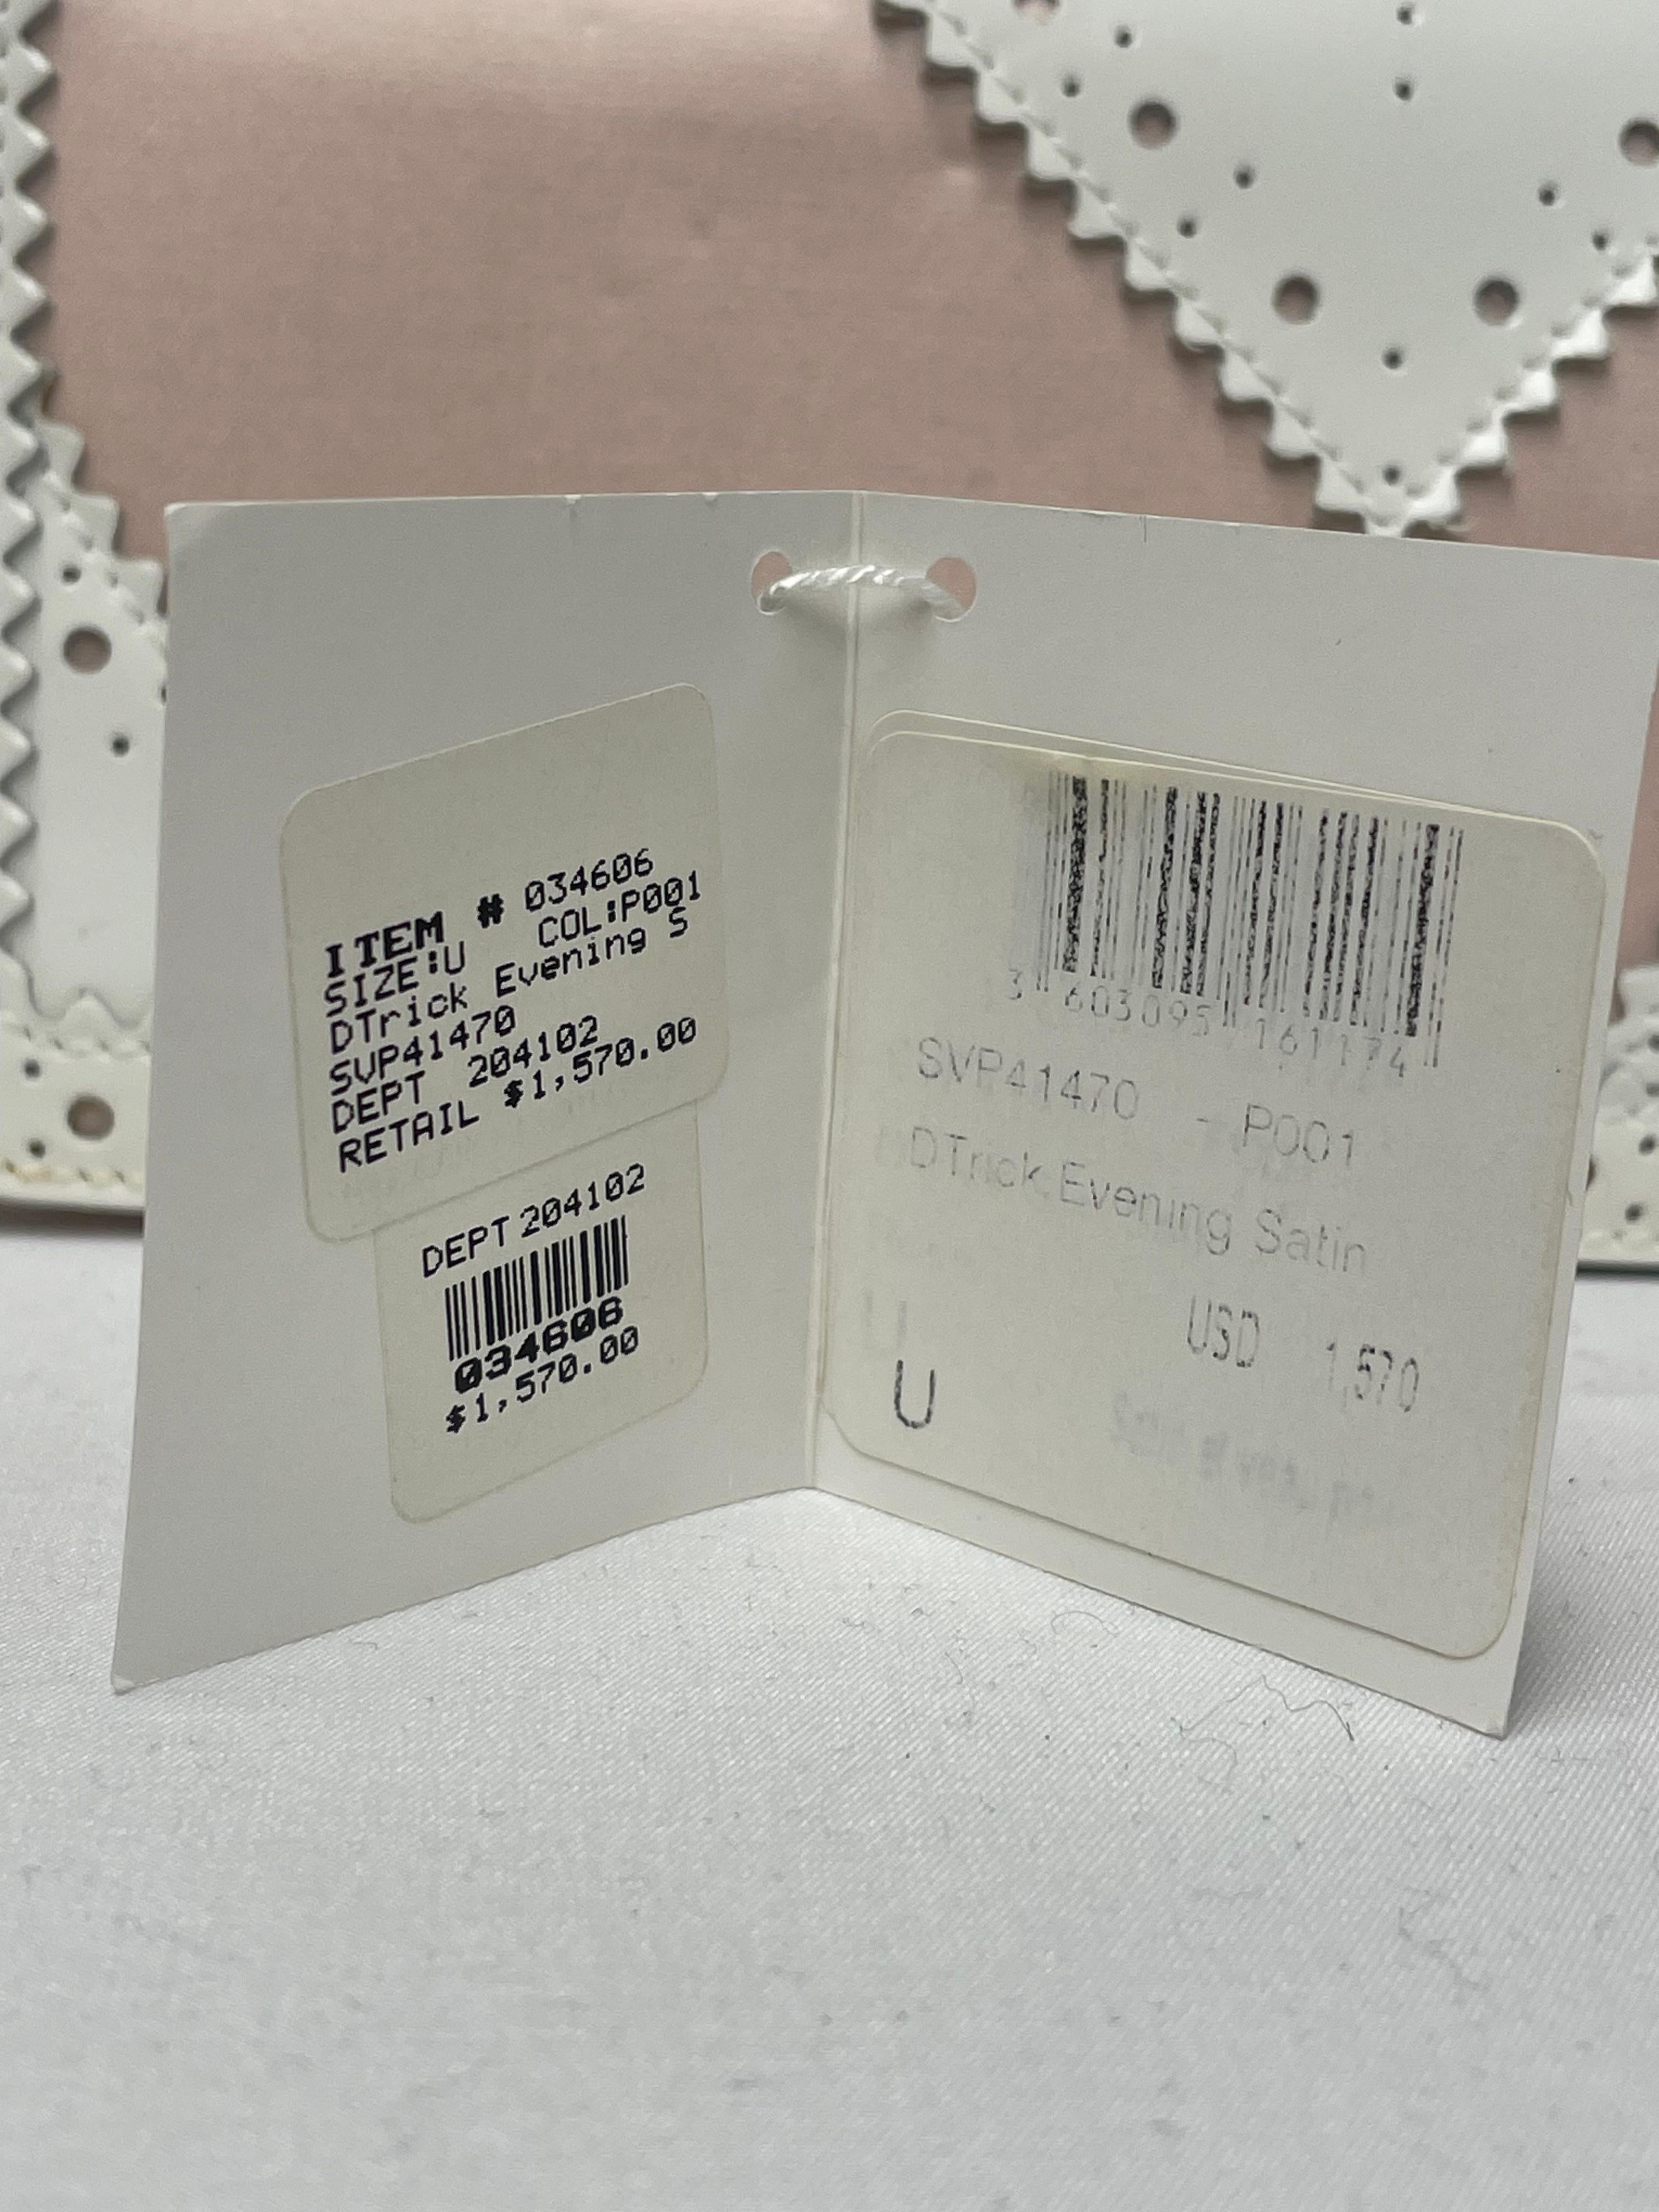 ITEM # 034606
SIZE:U COL:P001
DTrick Evening S
SVP41470
DEPT 204102
RETAIL $1,570.00
DEPT 204102
034606
$1,570.00
3 603095 161174
SVP41470 - P001
DTrick Evening Satin
USD 1,570
U
U